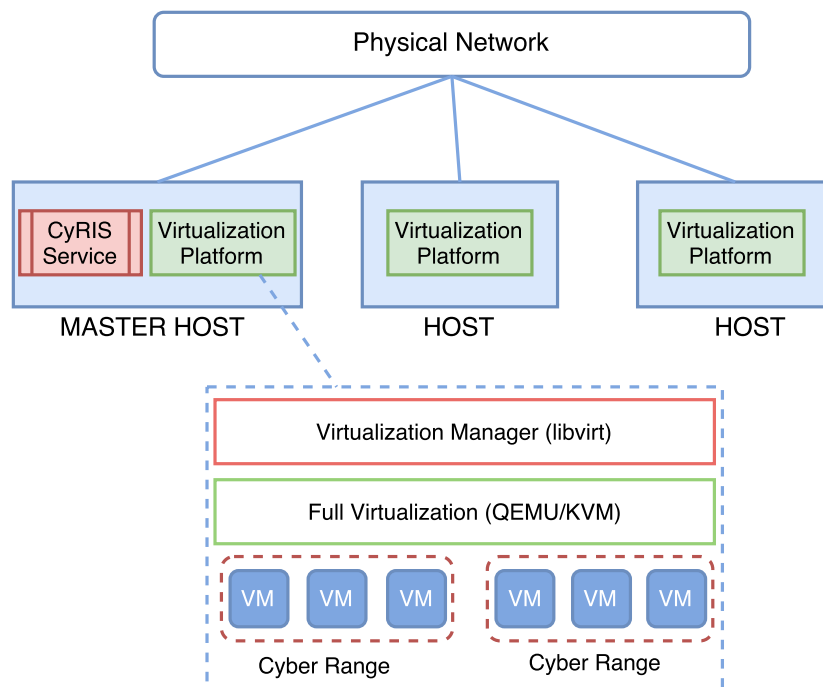 Physical Network
CyRIS
Service
Virtualization
Platform
Virtualization
Platform
Virtualization
Platform
MASTER HOST
HOST
HOST
Virtualization Manager (libvirt)
Full Virtualization (QEMU/KVM)
VM
VM
VM
VM
VM
VM
Cyber Range
Cyber Range